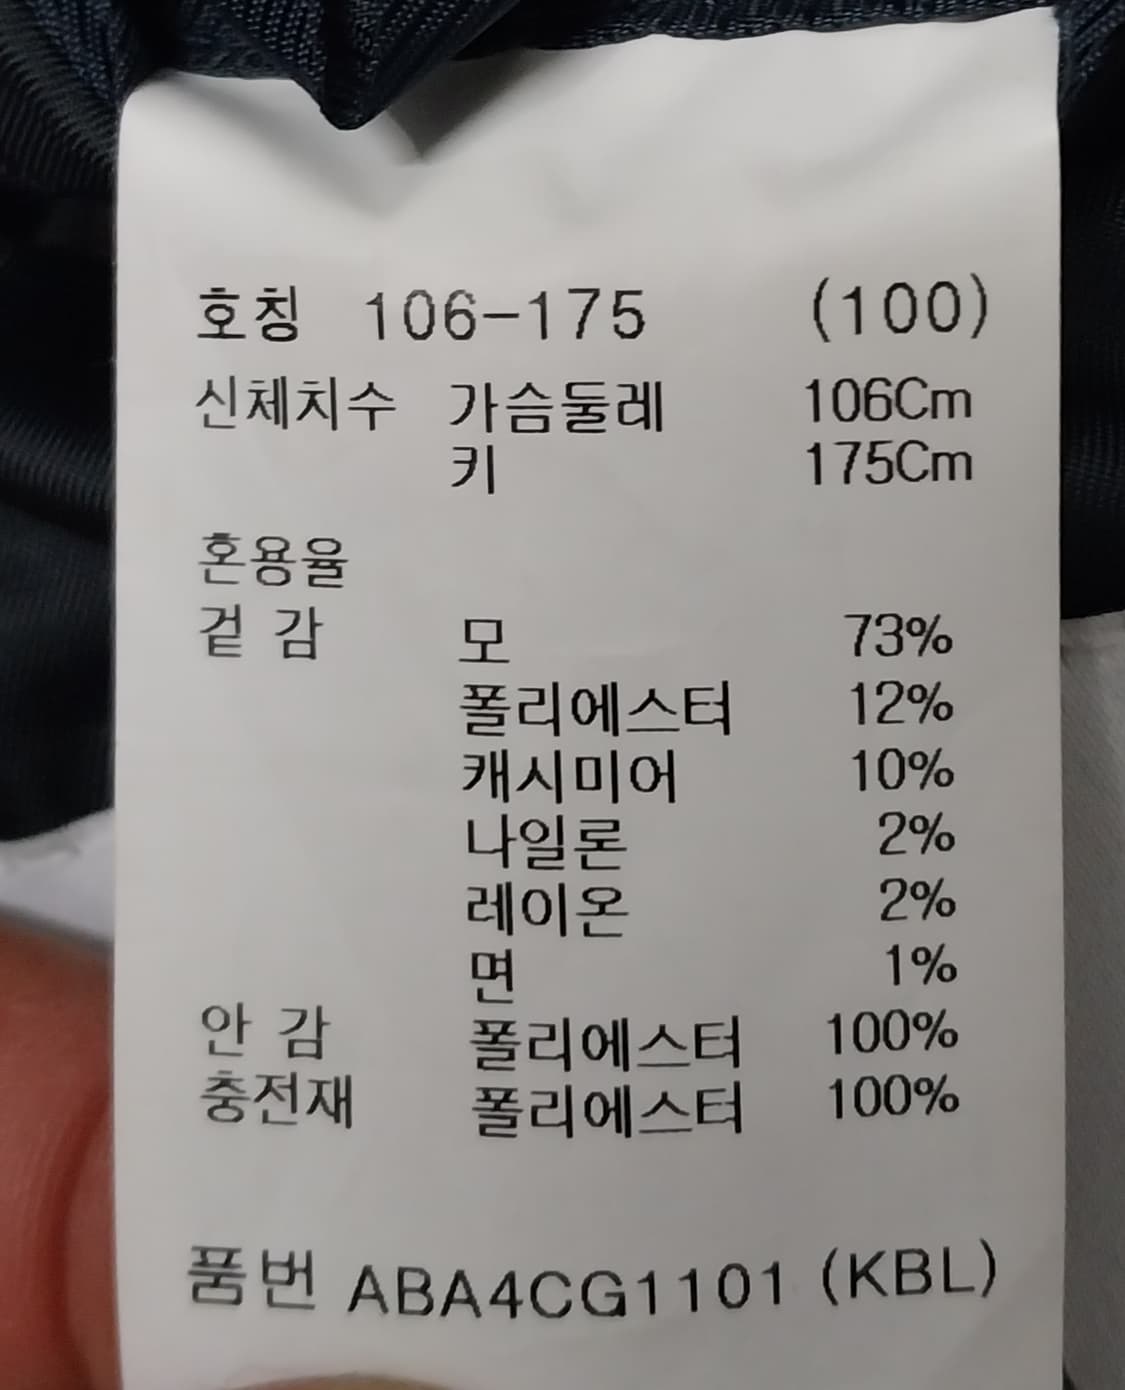 호칭 106-175 (100)
신체치수 가슴둘레 106Cm
키 175Cm
혼용율
겉 감 모 73%
폴리에스터 12%
캐시미어 10%
나일론 2%
레이온 2%
면 1%
안 감 폴리에스터 100%
충전재 폴리에스터 100%
품번 ABA4CG1101 (KBL)